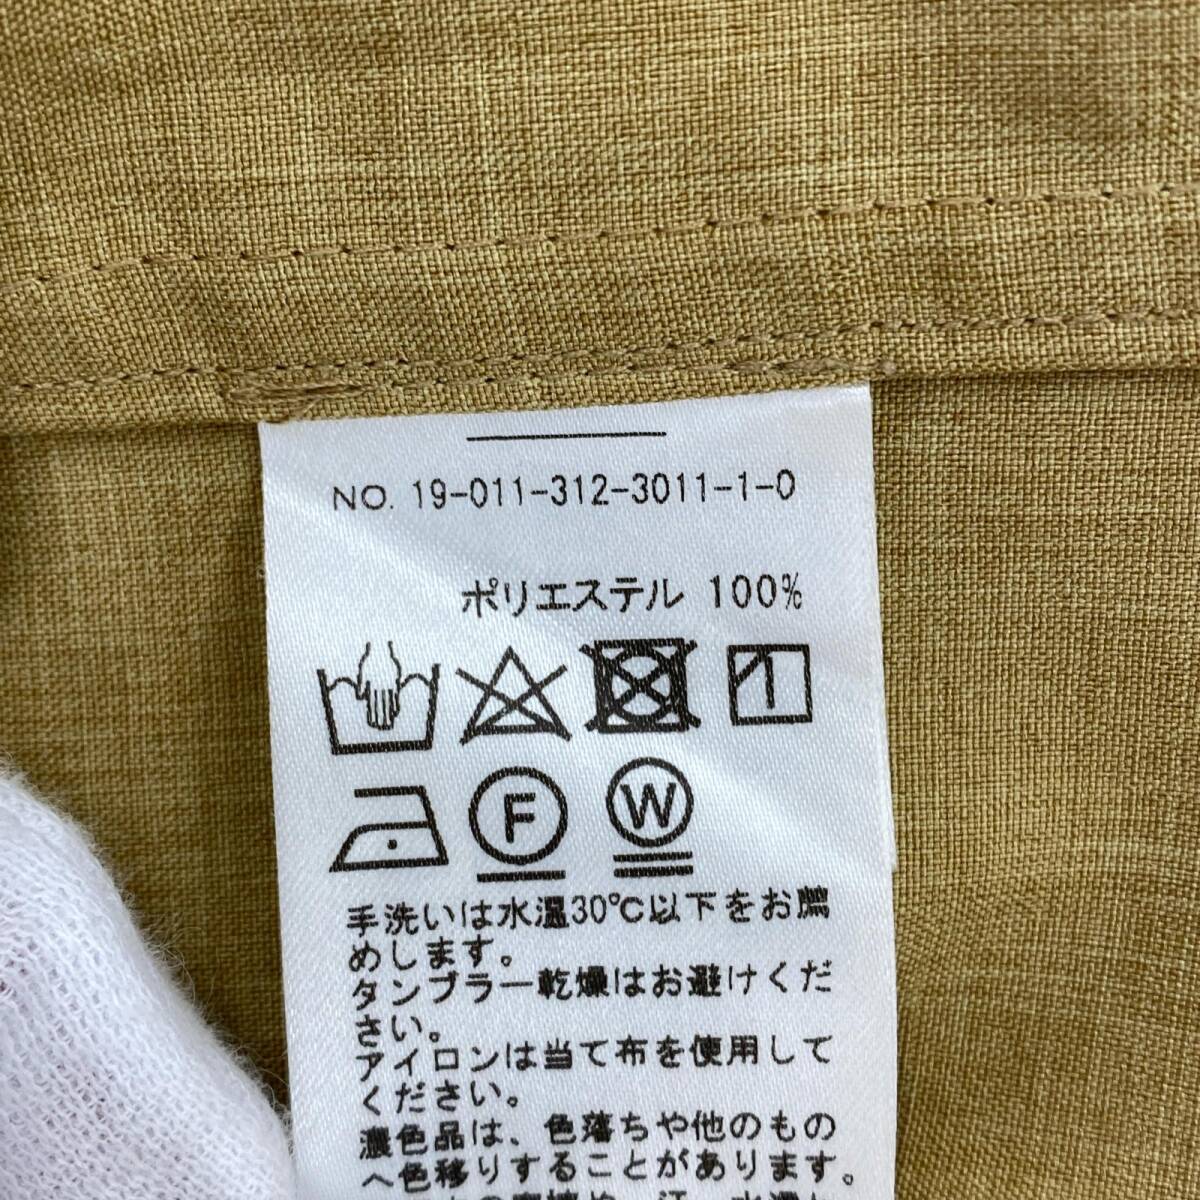 NO. 19-011-312-3011-1-0
ポリエステル 100%
F W
手洗いは水温30℃以下をお薦
めします。
タンブラー乾燥はお避けくだ
さい。
アイロンは当て布を使用して
ください。
濃色品は、色落ちや他のもの
へ色移りすることがあります。